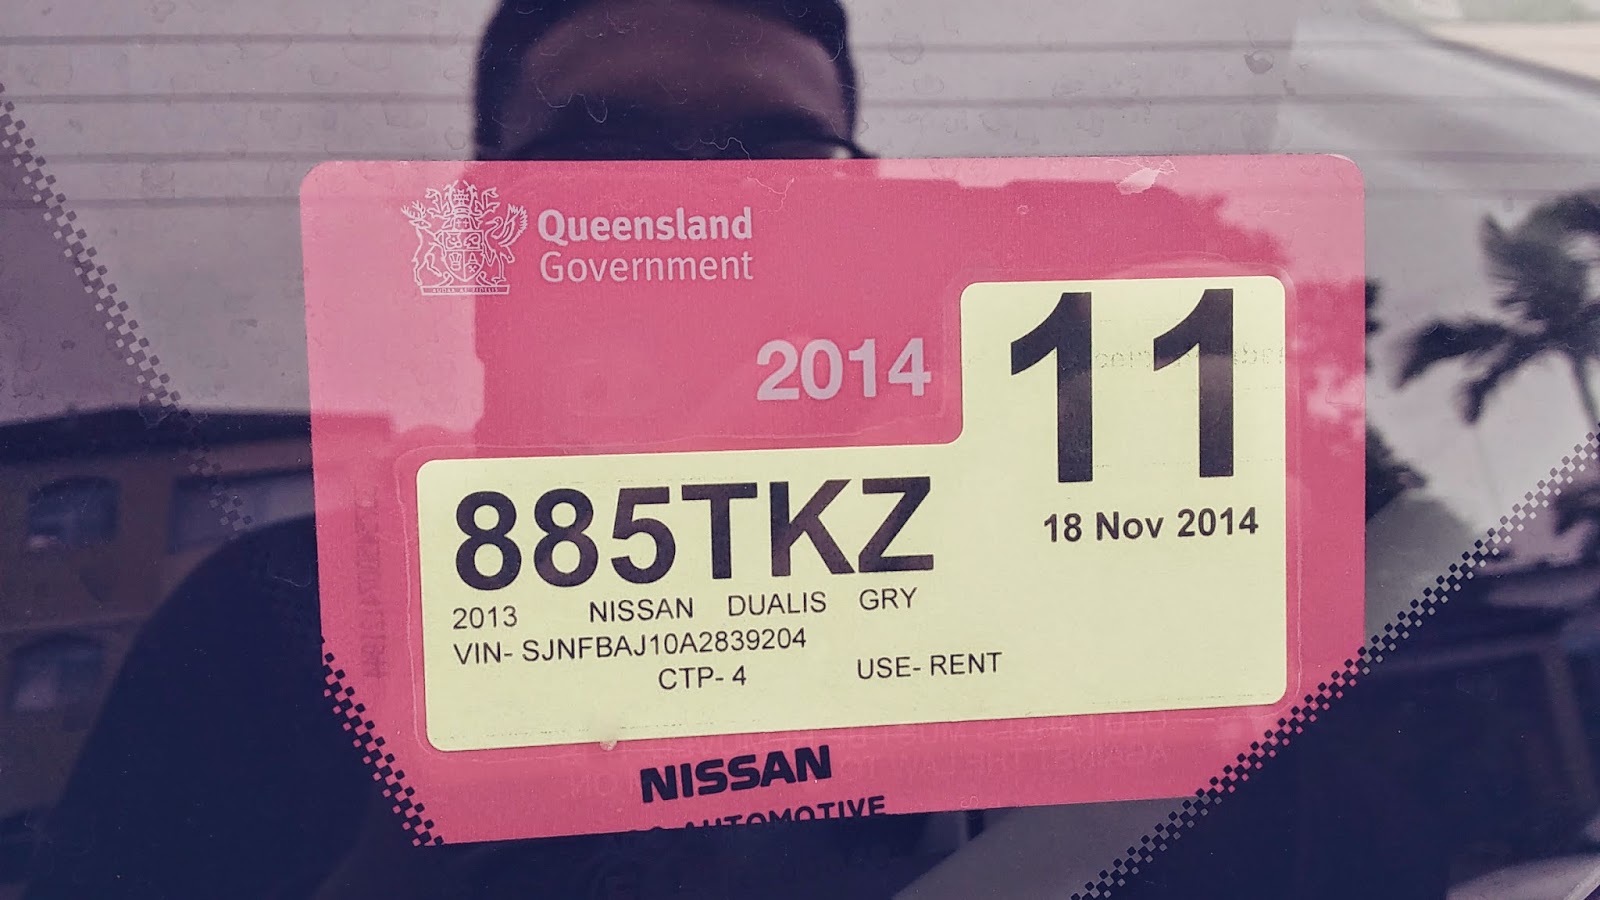 Queensland
Government
2014
11
18 Nov 2014
885TKZ
2013 NISSAN DUALIS GRY
VIN- SJNFBAJ10A2839204
CTP- 4 USE- RENT
NISSAN
AUTOMOTIVE